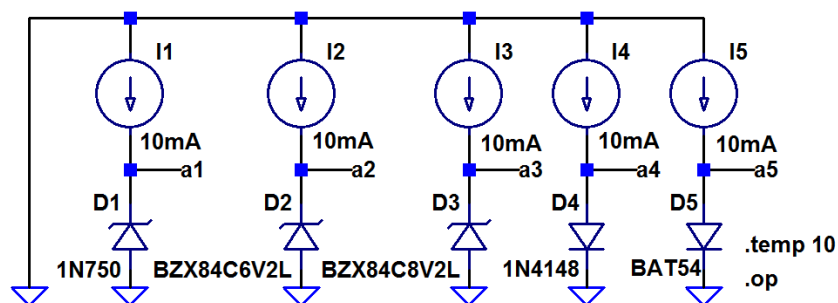 I1 I2 I3 I4 I5
10mA 10mA 10mA 10mA 10mA
a1 a2 a3 a4 a5
D1 D2 D3 D4 D5
1N750 BZX84C6V2L BZX84C8V2L 1N4148 BAT54
.temp 10
.op